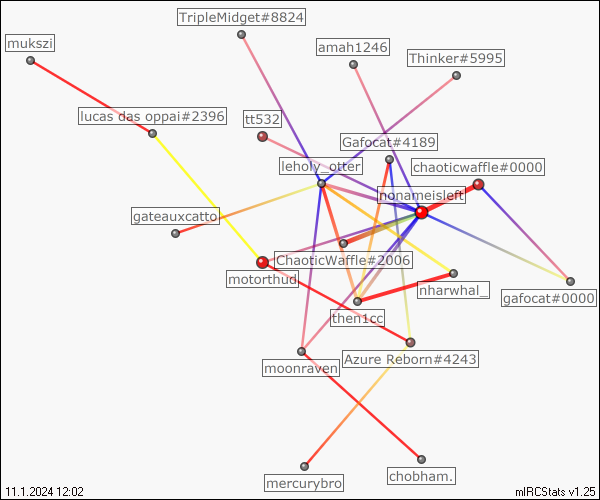 TripleMidget#8824
mukszi
amah1246
Thinker#5995
lucas das oppai#2396
tt532
Gafocat#4189
leholy_otter
chaoticwaffle#0000
nonameisleft
gateauxcatto
ChaoticWaffle#2006
motorthud
nharwhal_
gafocat#0000
then1cc
Azure Reborn#4243
moonraven
mercurybro
chobham.
11.1.2024 12:02
mIRCStats v1.25